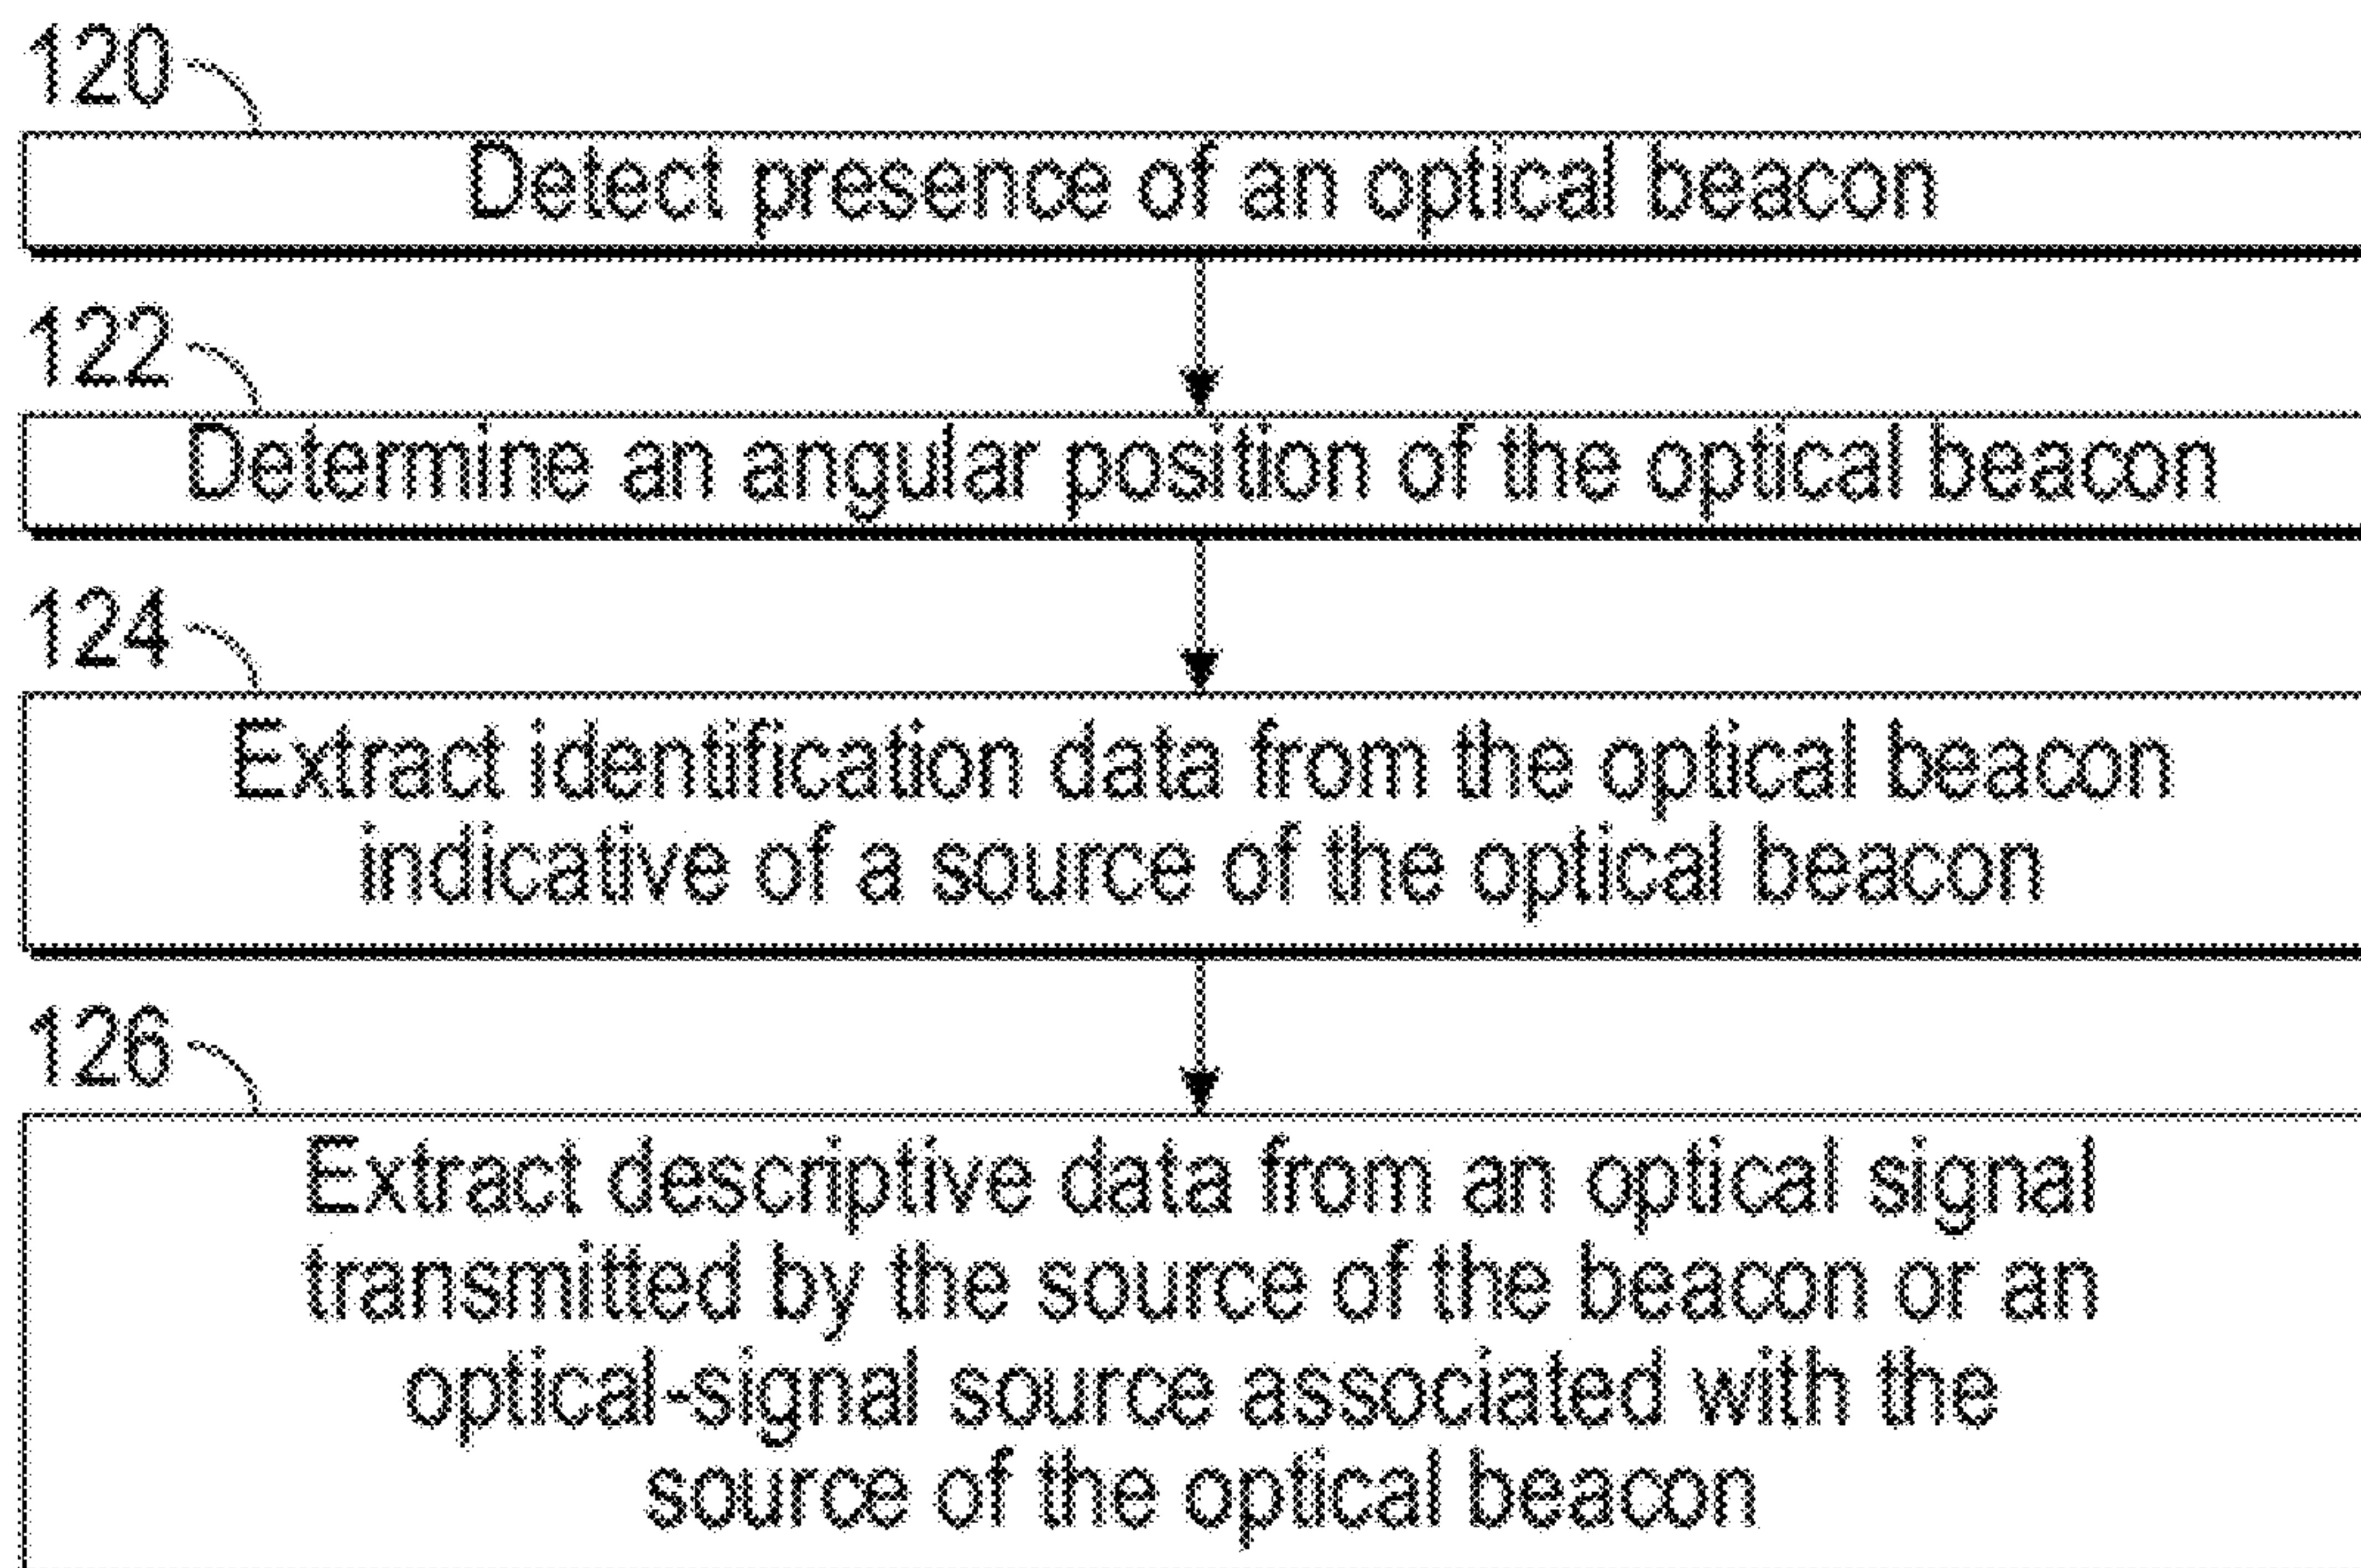 120
Detect presence of an optical beacon
122
Determine an angular position of the optical beacon
124
Extract identification data from the optical beacon
indicative of a source of the optical beacon
126
Extract descriptive data from an optical signal
transmitted by the source of the beacon or an
optical-signal source associated with the
source of the optical beacon